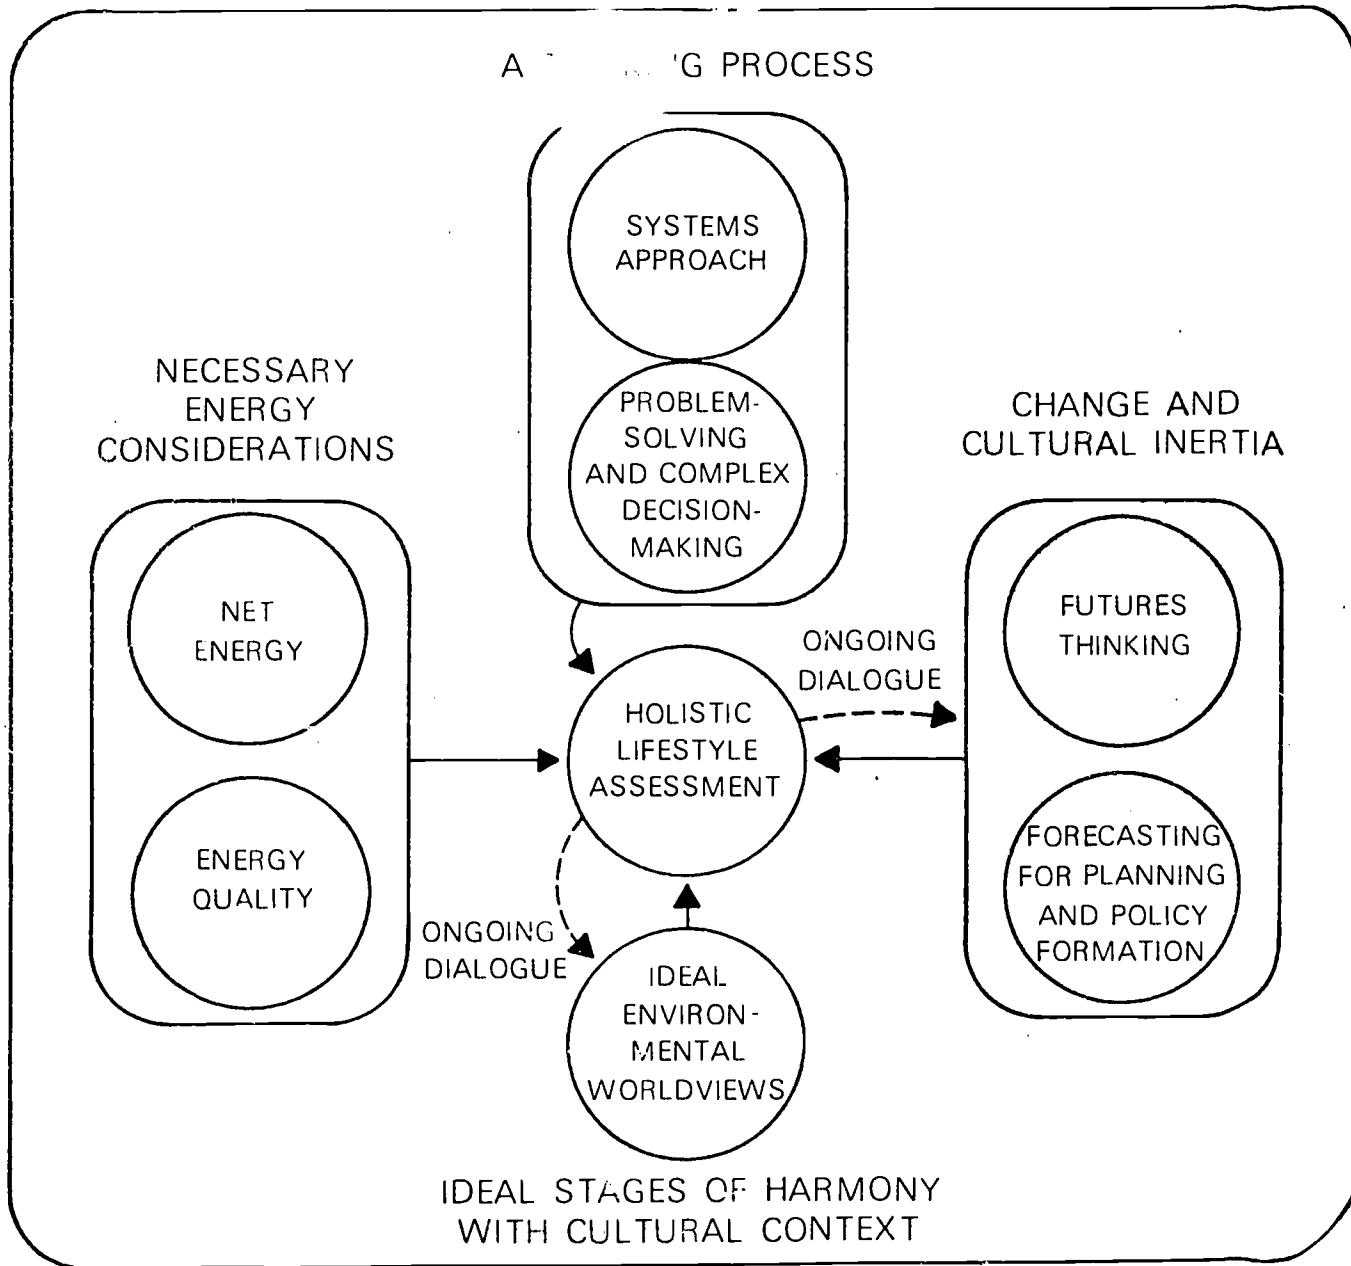 A
PROCESS
SYSTEMS
APPROACH
PROBLEM-
SOLVING
AND COMPLEX
DECISION-
MAKING
NECESSARY
ENERGY
CONSIDERATIONS
NET
ENERGY
ENERGY
QUALITY
CHANGE AND
CULTURAL INERTIA
FUTURES
THINKING
FORECASTING
FOR PLANNING
AND POLICY
FORMATION
ONGOING
DIALOGUE
HOLISTIC
LIFESTYLE
ASSESSMENT
ONGOING
DIALOGUE
IDEAL
ENVIRON-
MENTAL
WORLDVIEWS
IDEAL STAGES OF HARMONY
WITH CULTURAL CONTEXT